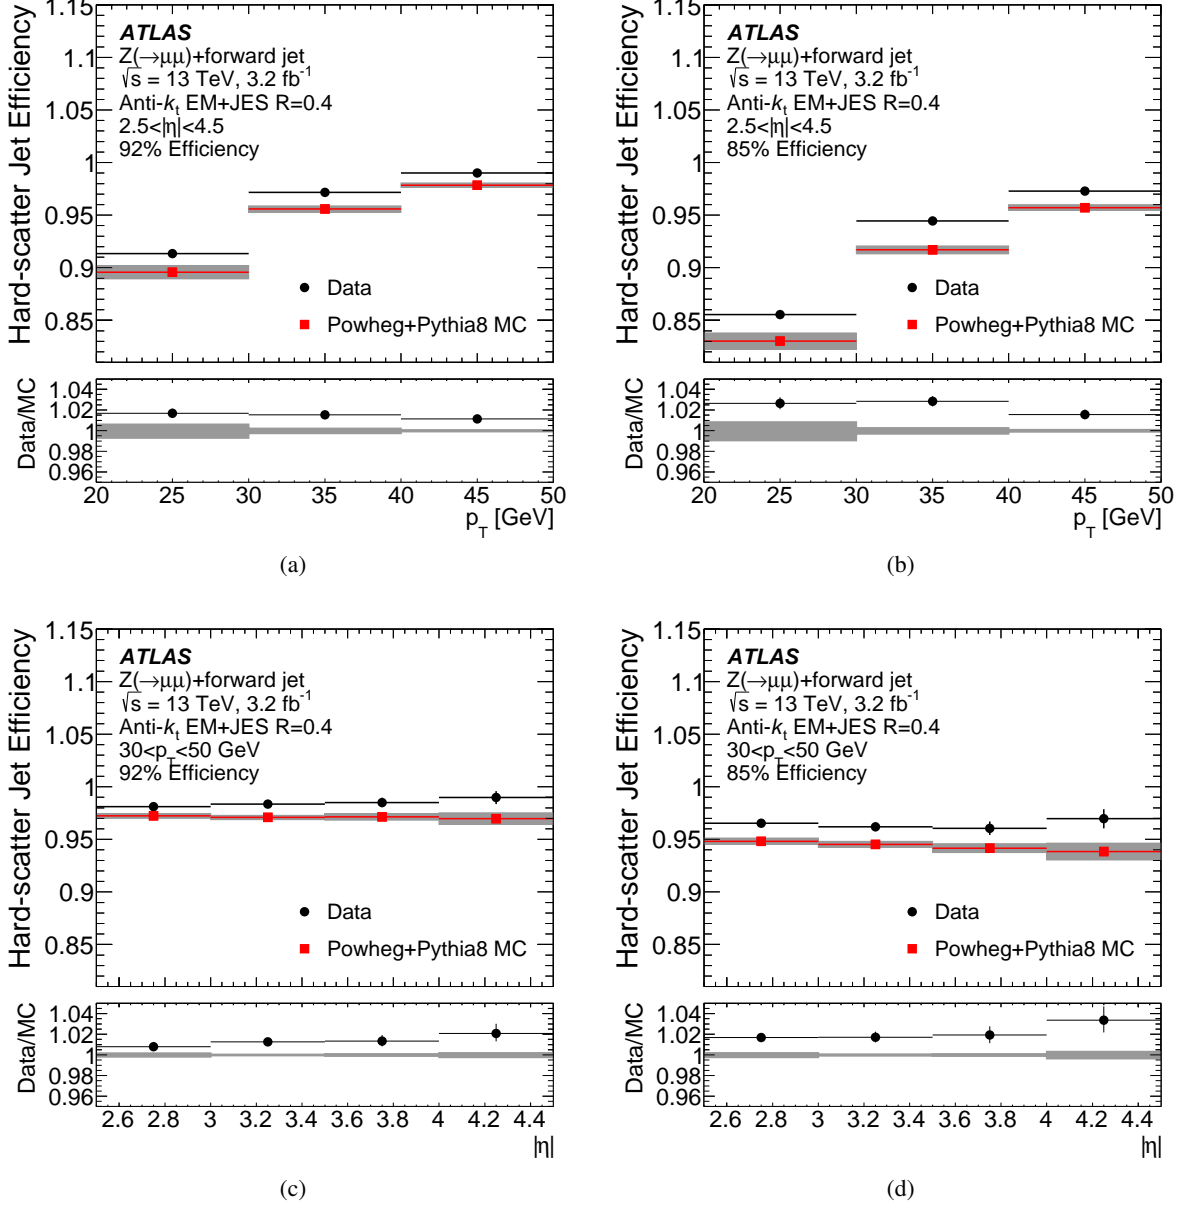 Hard-scatter Jet Efficiency
1.15
1.1
1.05
1
0.95
0.9
0.85
ATLAS
Z(→μμ)+forward jet
√s = 13 TeV, 3.2 fb⁻¹
Anti-kₜ EM+JES R=0.4
2.5<|η|<4.5
92% Efficiency
Data
Powheg+Pythia8 MC
Data/MC
1.04
1.02
1
0.98
0.96
20 25 30 35 40 45 50
p_T [GeV]
(a)
Hard-scatter Jet Efficiency
1.15
1.1
1.05
1
0.95
0.9
0.85
ATLAS
Z(→μμ)+forward jet
√s = 13 TeV, 3.2 fb⁻¹
Anti-kₜ EM+JES R=0.4
2.5<|η|<4.5
85% Efficiency
Data
Powheg+Pythia8 MC
Data/MC
1.04
1.02
1
0.98
0.96
20 25 30 35 40 45 50
p_T [GeV]
(b)
Hard-scatter Jet Efficiency
1.15
1.1
1.05
1
0.95
0.9
0.85
ATLAS
Z(→μμ)+forward jet
√s = 13 TeV, 3.2 fb⁻¹
Anti-kₜ EM+JES R=0.4
30<p_T<50 GeV
92% Efficiency
Data
Powheg+Pythia8 MC
Data/MC
1.04
1.02
1
0.98
0.96
2.6 2.8 3 3.2 3.4 3.6 3.8 4 4.2 4.4
|η|
(c)
Hard-scatter Jet Efficiency
1.15
1.1
1.05
1
0.95
0.9
0.85
ATLAS
Z(→μμ)+forward jet
√s = 13 TeV, 3.2 fb⁻¹
Anti-kₜ EM+JES R=0.4
30<p_T<50 GeV
85% Efficiency
Data
Powheg+Pythia8 MC
Data/MC
1.04
1.02
1
0.98
0.96
2.6 2.8 3 3.2 3.4 3.6 3.8 4 4.2 4.4
|η|
(d)